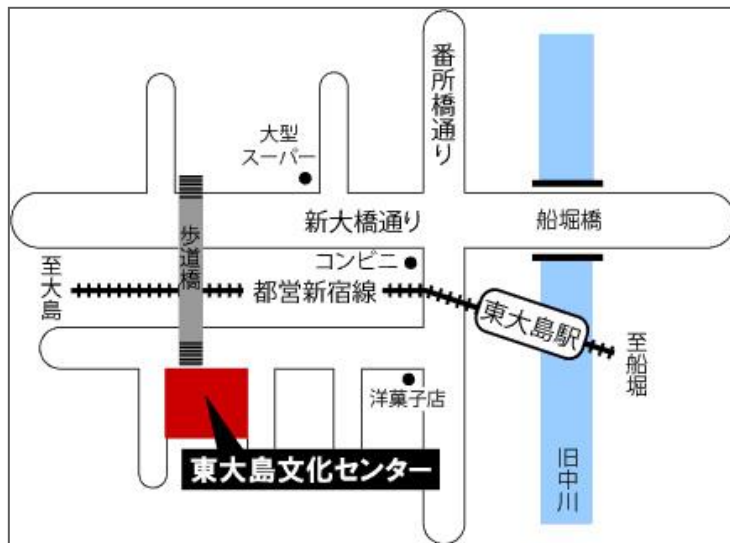 番所橋通り
大型
スーパー
新大橋通り
船堀橋
歩道橋
コンビニ
至大島
都営新宿線
東大島駅
至船堀
洋菓子店
東大島文化センター
旧中川